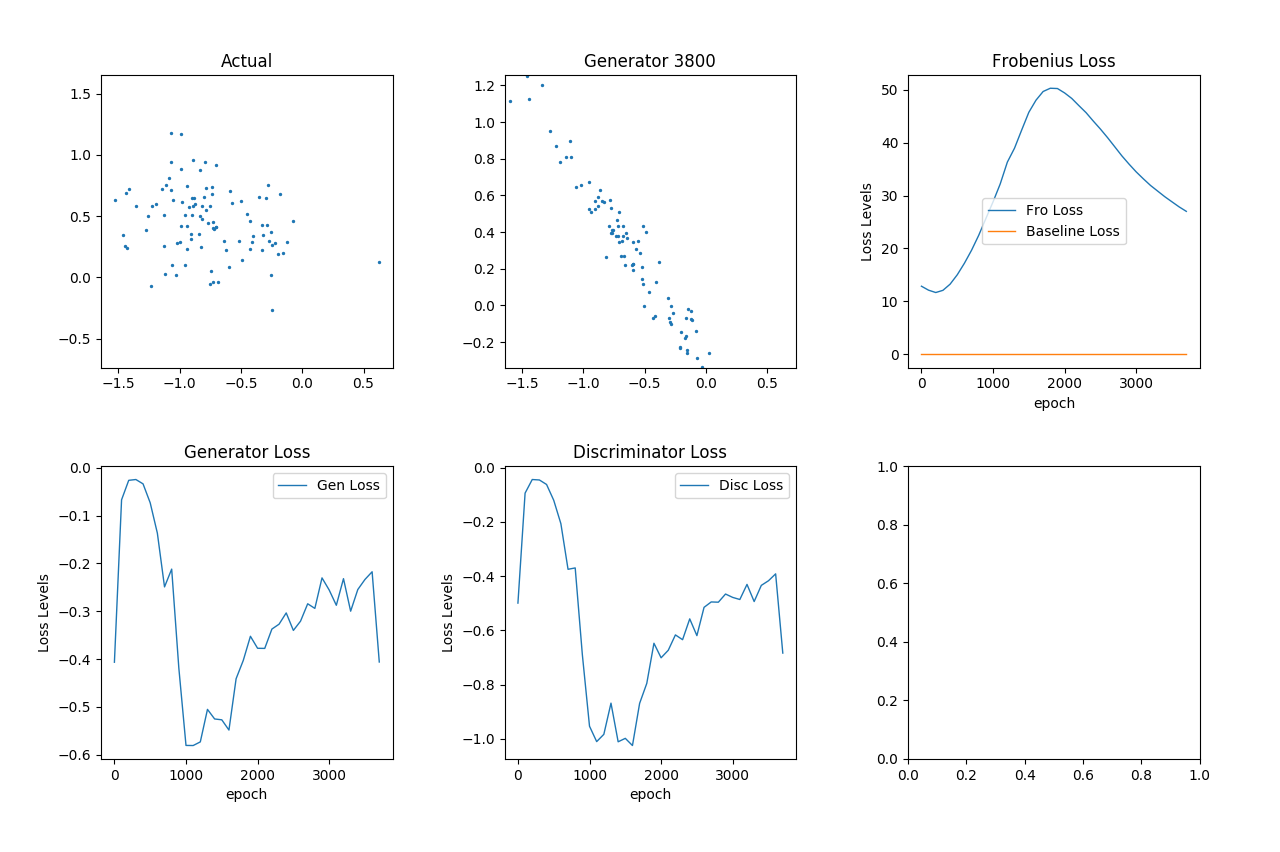 Actual
1.5
1.0
0.5
0.0
−0.5
−1.5 −1.0 −0.5 0.0 0.5
Generator 3800
1.2
1.0
0.8
0.6
0.4
0.2
0.0
−0.2
−1.5 −1.0 −0.5 0.0 0.5
Frobenius Loss
Loss Levels
50
40
30
20
10
0
Fro Loss
Baseline Loss
0 1000 2000 3000
epoch
Generator Loss
Loss Levels
0.0
−0.1
−0.2
−0.3
−0.4
−0.5
−0.6
Gen Loss
0 1000 2000 3000
epoch
Discriminator Loss
Loss Levels
0.0
−0.2
−0.4
−0.6
−0.8
−1.0
Disc Loss
0 1000 2000 3000
epoch
1.0
0.8
0.6
0.4
0.2
0.0
0.0 0.2 0.4 0.6 0.8 1.0